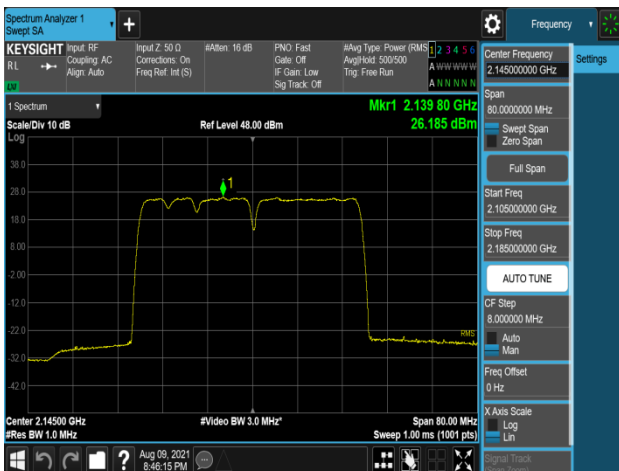 Spectrum Analyzer 1
Swept SA
Frequency
KEYSIGHT
RL
Input: RF
Coupling: AC
Align: Auto
Input Z: 50 Ω
Corrections: On
Freq Ref: Int (S)
#Atten: 16 dB
PNO: Fast
Gate: Off
IF Gain: Low
Sig Track: Off
#Avg Type: Power (RMS
Avg|Hold: 500/500
Trig: Free Run
1 2 3 4 5 6
A W W W W W
A N N N N N
1 Spectrum
Scale/Div 10 dB
Log
Ref Level 48.00 dBm
Mkr1 2.139 80 GHz
26.185 dBm
38.0
28.0
18.0
8.00
-2.00
-12.0
-22.0
-32.0
-42.0
1
RMS
Center 2.14500 GHz
#Res BW 1.0 MHz
#Video BW 3.0 MHz*
Span 80.00 MHz
Sweep 1.00 ms (1001 pts)
Aug 09, 2021
8:46:15 PM
Center Frequency
2.145000000 GHz
Span
80.0000000 MHz
Swept Span
Zero Span
Full Span
Start Freq
2.105000000 GHz
Stop Freq
2.185000000 GHz
AUTO TUNE
CF Step
8.000000 MHz
Auto
Man
Freq Offset
0 Hz
X Axis Scale
Log
Lin
Signal Track
Settings